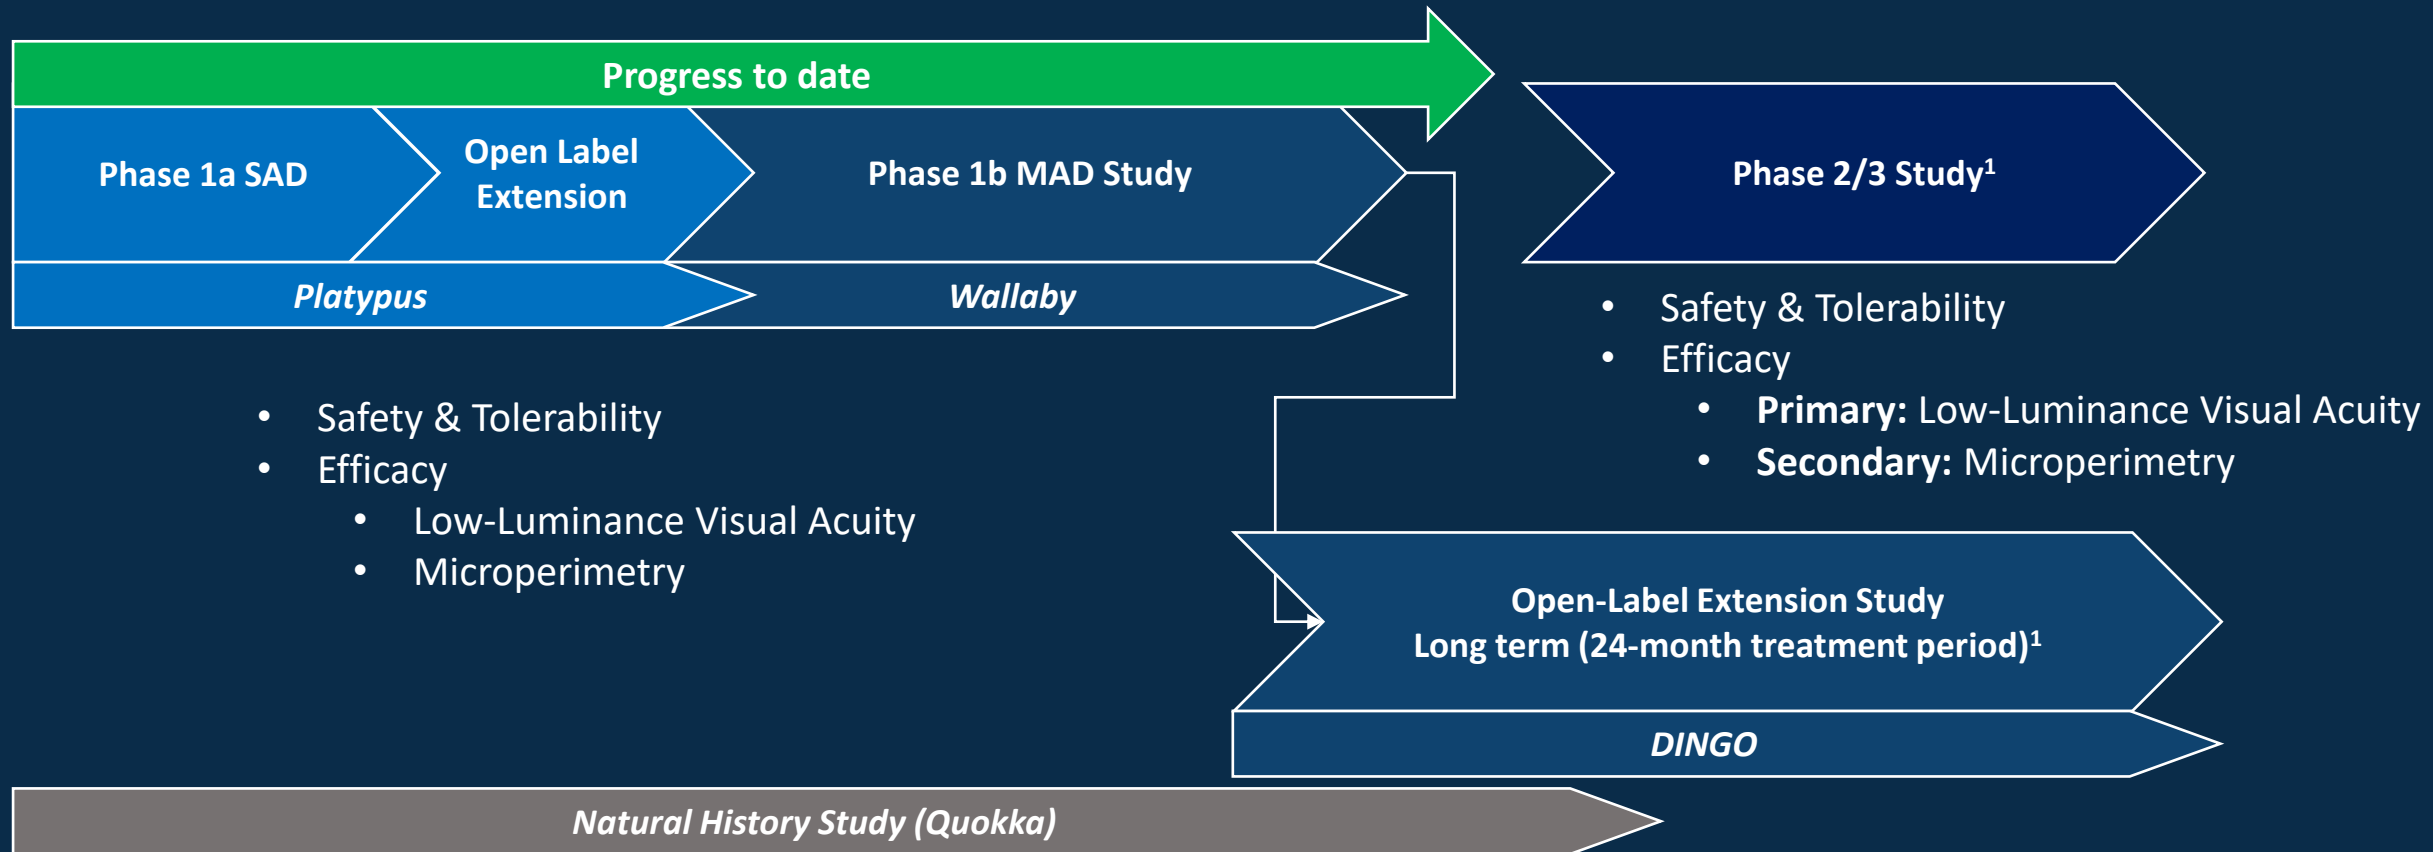 Progress to date
Phase 1a SAD
Open Label
Extension
Phase 1b MAD Study
Phase 2/3 Study¹
Platypus
Wallaby
• Safety & Tolerability
• Efficacy
• Low-Luminance Visual Acuity
• Microperimetry
• Safety & Tolerability
• Efficacy
• Primary: Low-Luminance Visual Acuity
• Secondary: Microperimetry
Open-Label Extension Study
Long term (24-month treatment period)¹
DINGO
Natural History Study (Quokka)